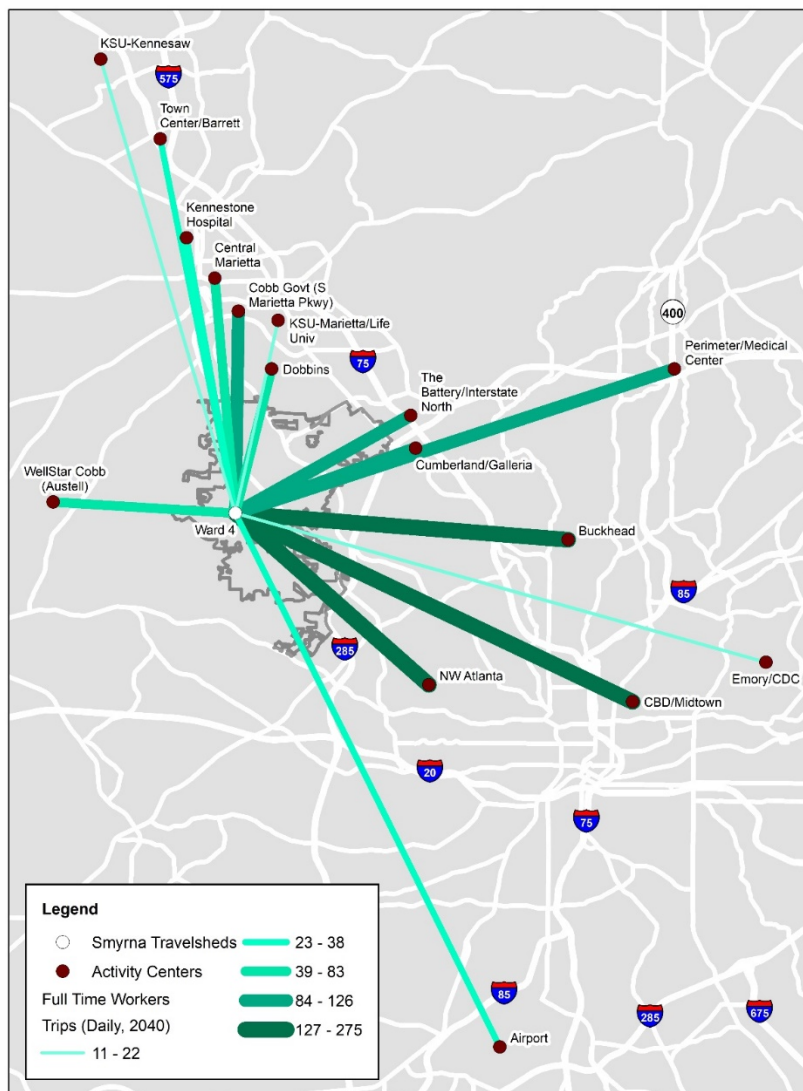 KSU-Kennesaw
575
Town
Center/Barrett
Kennestone
Hospital
Central
Marietta
Cobb Govt (S
Marietta Pkwy)
KSU-Marietta/Life
Univ
400
75
Perimeter/Medical
Center
Dobbins
The
Battery/Interstate
North
Cumberland/Galleria
WellStar Cobb
(Austell)
Ward 4
Buckhead
85
285
Emory/CDC
NW Atlanta
CBD/Midtown
20
75
Legend
Smyrna Travelsheds
Activity Centers
Full Time Workers
Trips (Daily, 2040)
11 - 22
23 - 38
39 - 83
84 - 126
127 - 275
85
285
675
Airport